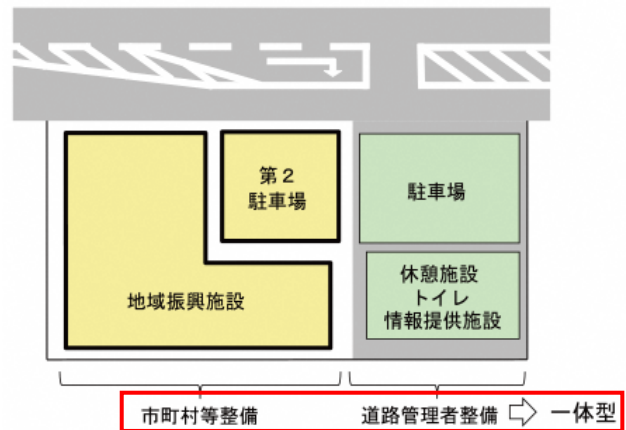 第２
駐車場
駐車場
地域振興施設
休憩施設
トイレ
情報提供施設
市町村等整備
道路管理者整備 ⇨ 一体型